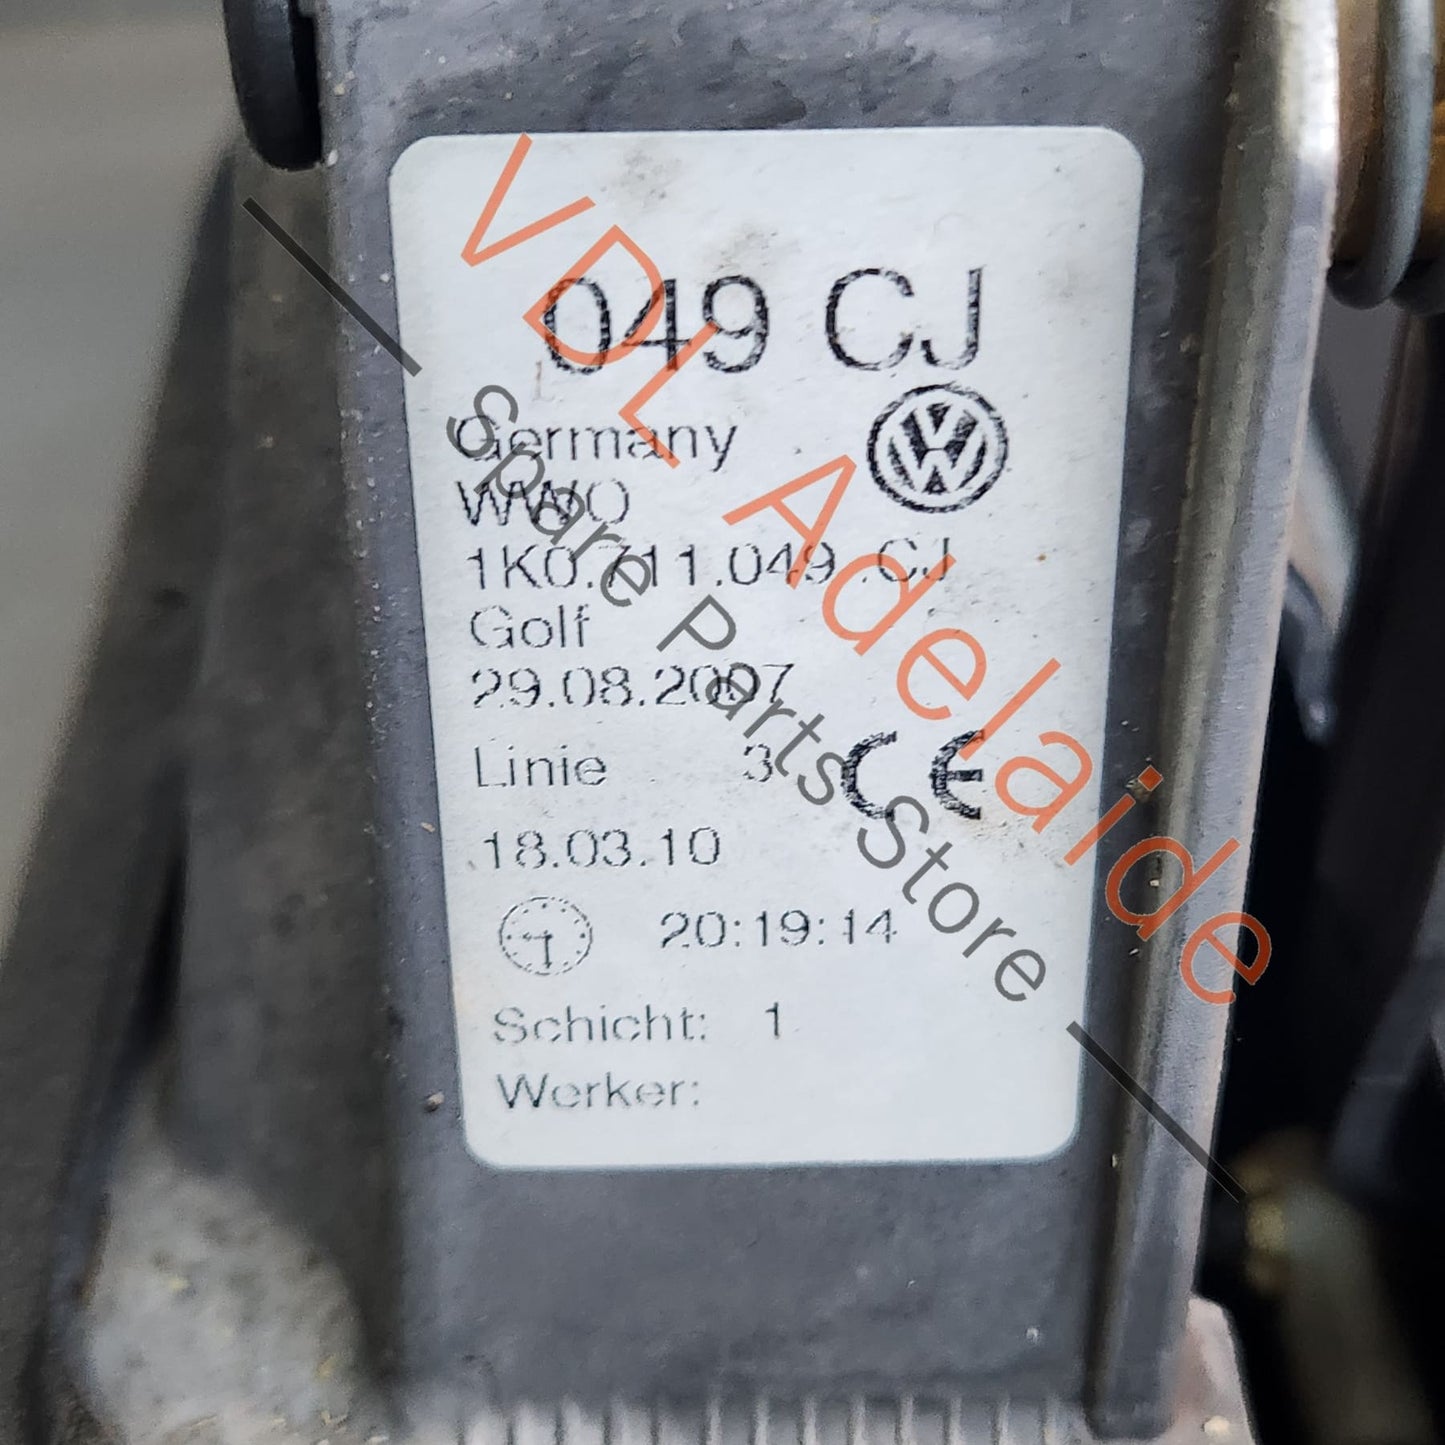 049 CJ
Germany
WWO
1K0.711.049 .CJ
Golf
29.08.2007
Linie 3 CE
18.03.10
20:19:14
Schicht: 1
Werker:
VDL Adelaide
Spare Parts Store